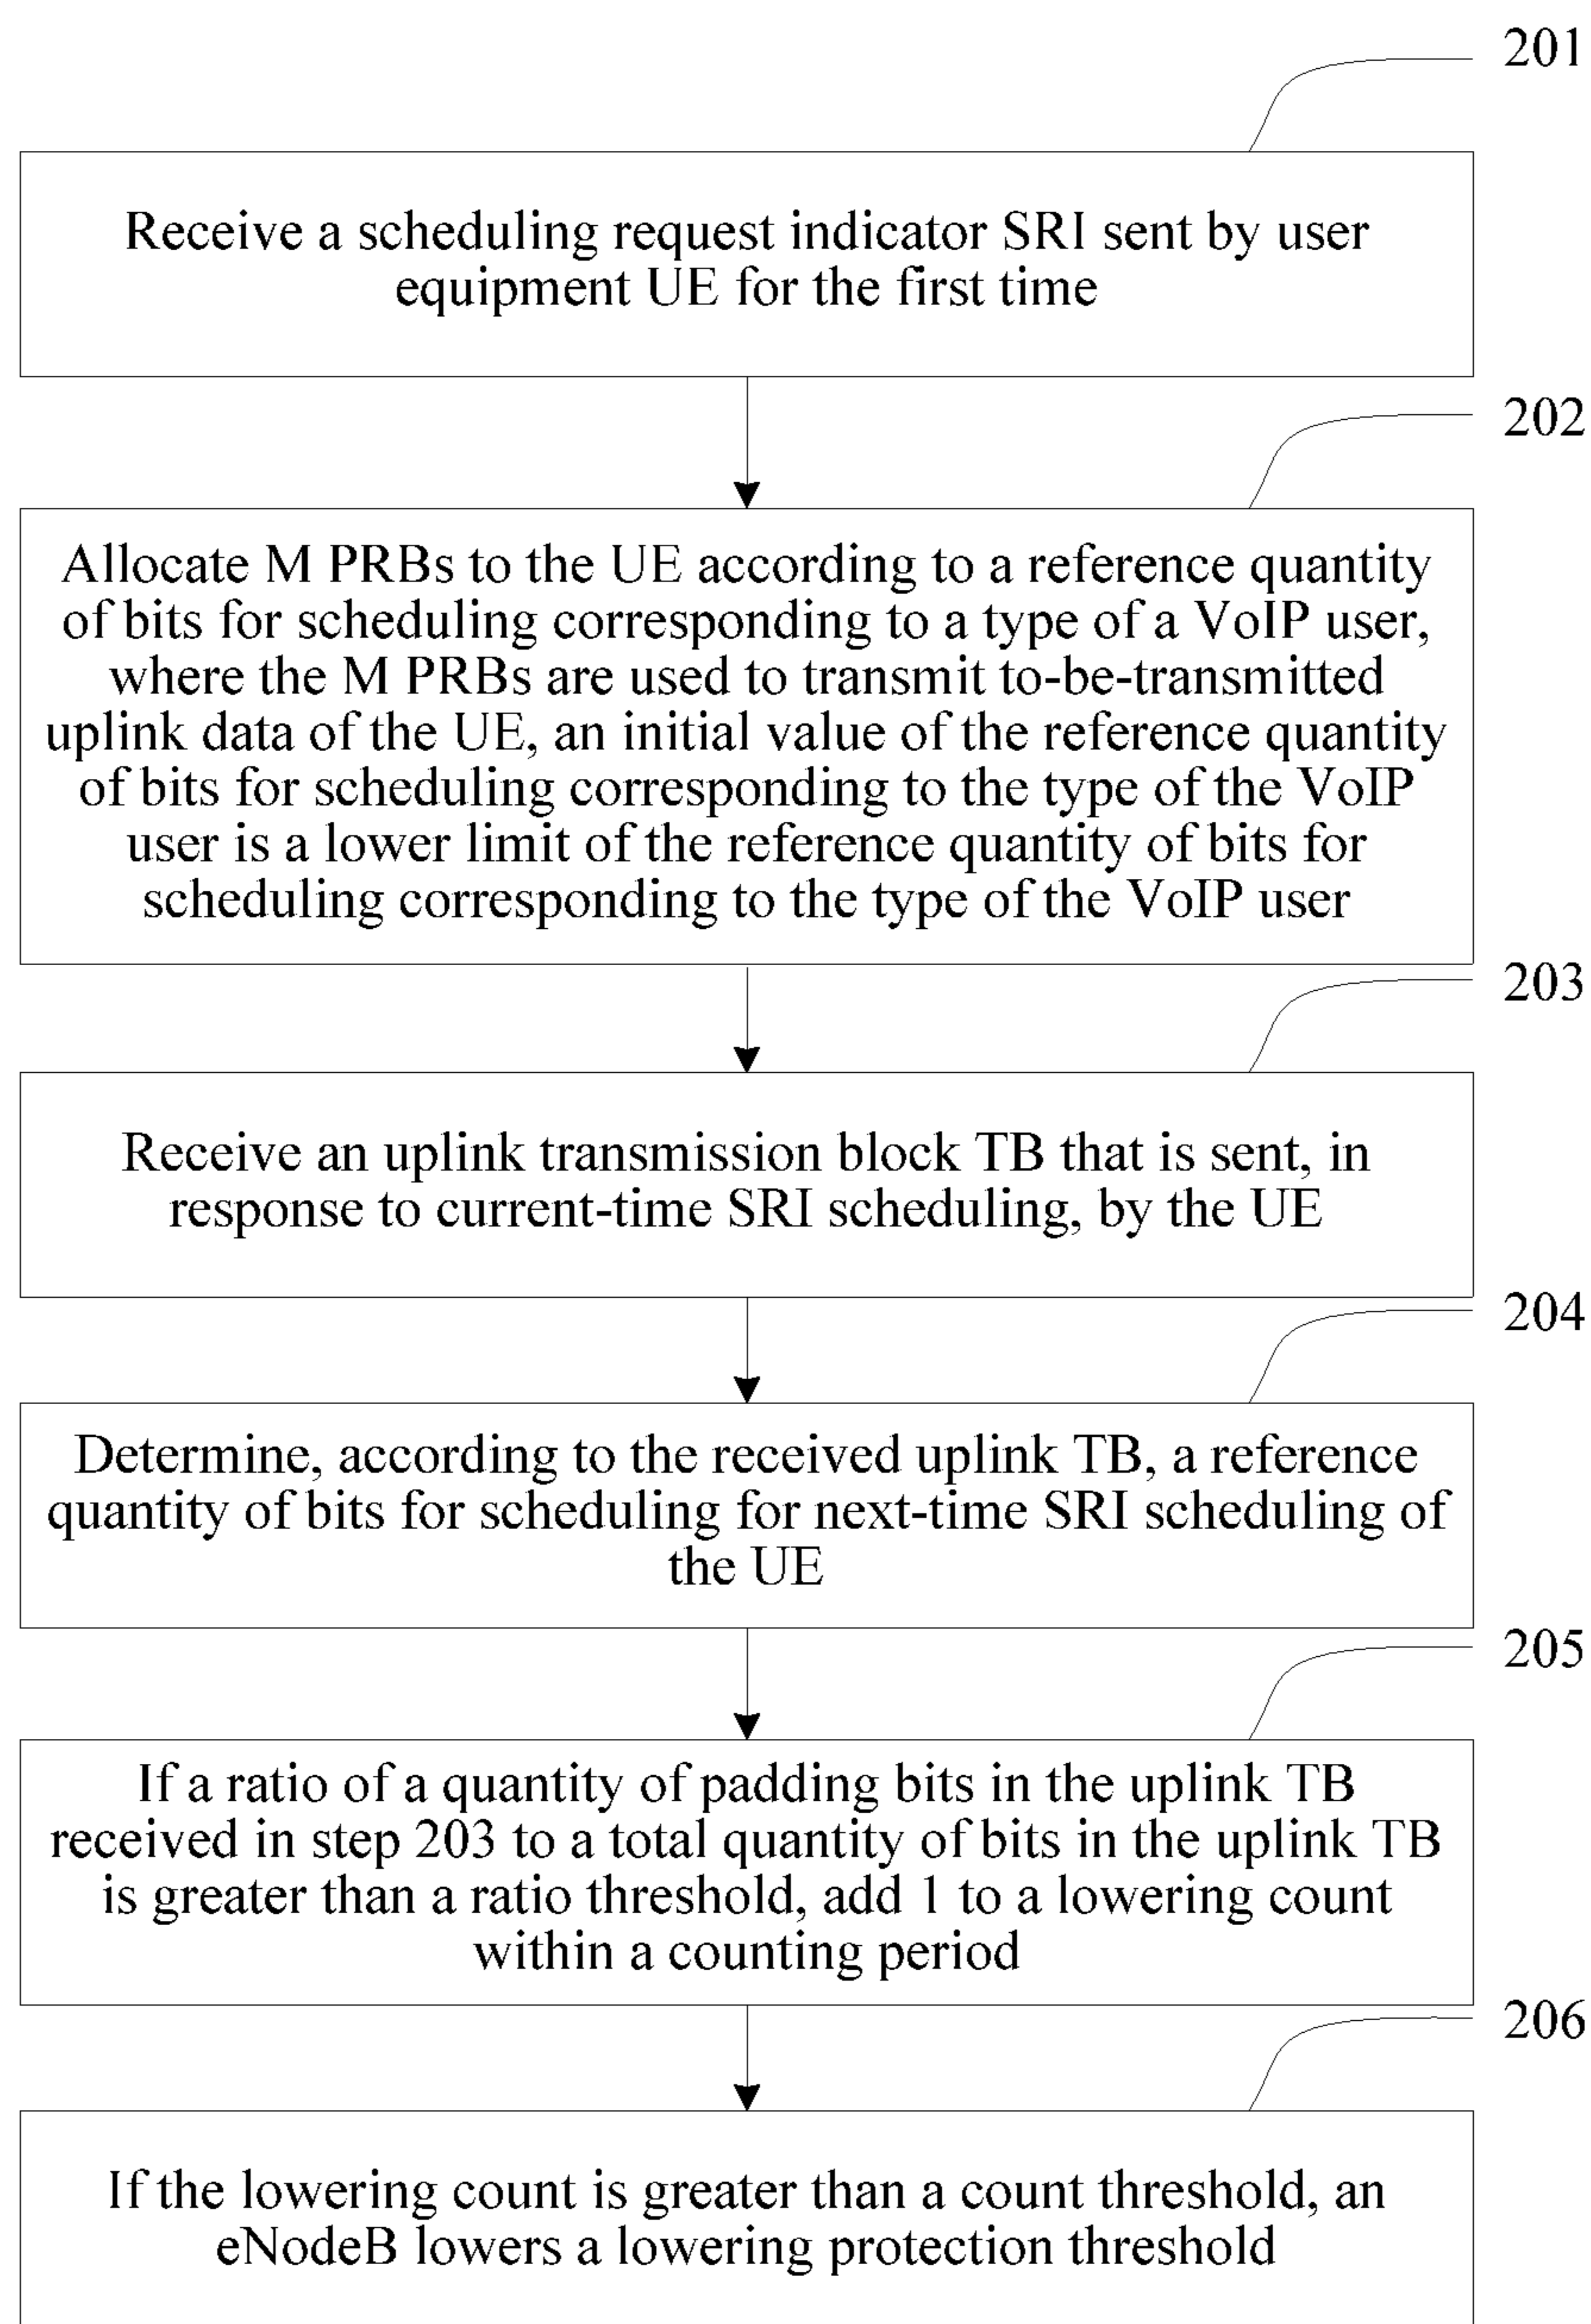 201
Receive a scheduling request indicator SRI sent by user
equipment UE for the first time
202
Allocate M PRBs to the UE according to a reference quantity
of bits for scheduling corresponding to a type of a VoIP user,
where the M PRBs are used to transmit to-be-transmitted
uplink data of the UE, an initial value of the reference quantity
of bits for scheduling corresponding to the type of the VoIP
user is a lower limit of the reference quantity of bits for
scheduling corresponding to the type of the VoIP user
203
Receive an uplink transmission block TB that is sent, in
response to current-time SRI scheduling, by the UE
204
Determine, according to the received uplink TB, a reference
quantity of bits for scheduling for next-time SRI scheduling of
the UE
205
If a ratio of a quantity of padding bits in the uplink TB
received in step 203 to a total quantity of bits in the uplink TB
is greater than a ratio threshold, add 1 to a lowering count
within a counting period
206
If the lowering count is greater than a count threshold, an
eNodeB lowers a lowering protection threshold